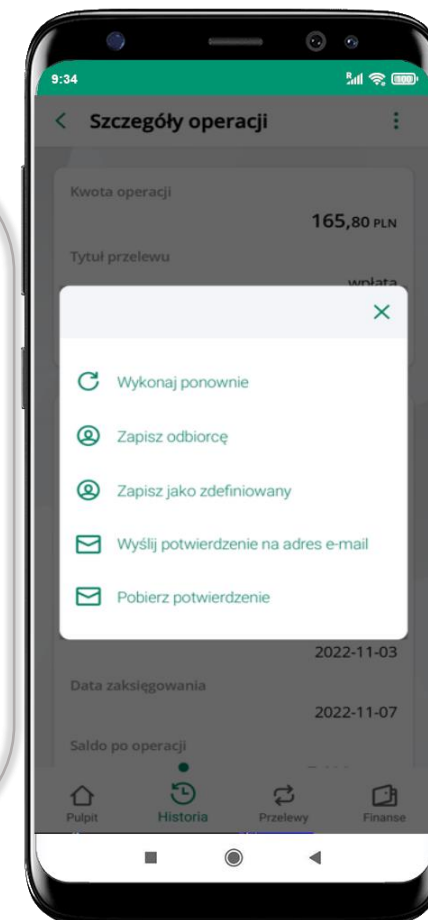 9:34
Szczegóły operacji
Kwota operacji
165,80 PLN
Tytuł przelewu
wpłata
Wykonaj ponownie
Zapisz odbiorcę
Zapisz jako zdefiniowany
Wyślij potwierdzenie na adres e-mail
Pobierz potwierdzenie
2022-11-03
Data zaksięgowania
2022-11-07
Saldo po operacji
Pulpit Historia Przelewy Finanse